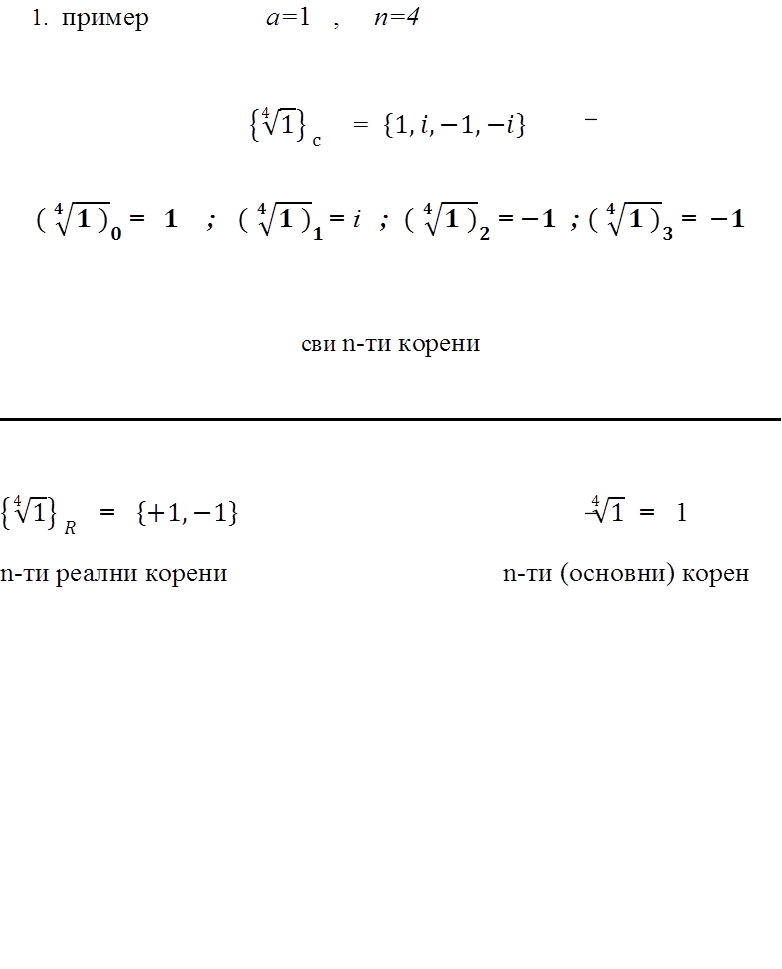 1. пример a=1 , n=4
{∜1}c = {1, i, −1, −i} –
( ∜1 )₀ = 1 ; ( ∜1 )₁ = i ; ( ∜1 )₂ = −1 ; ( ∜1 )₃ = −1
сви n-ти корени
{∜1}R = {+1, −1} ∜1 = 1
n-ти реални корени n-ти (основни) корен